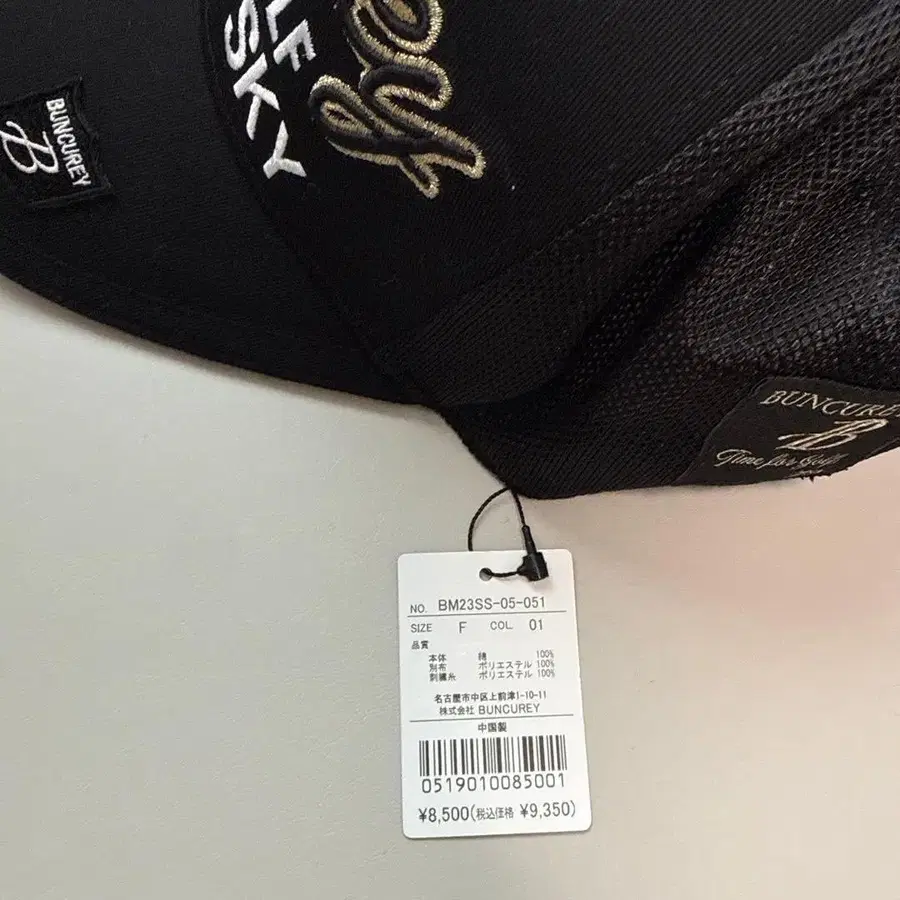 LF
SKY
BUNCUREY
B
BUNCUREY
B
Time for Golf
NO. BM23SS-05-051
SIZE F COL 01
品質
本体 綿 100%
別布 ポリエステル 100%
刺繍糸 ポリエステル 100%
名古屋市中区上前津1-10-11
株式会社 BUNCUREY
中国製
0519010085001
¥8,500(税込価格 ¥9,350)